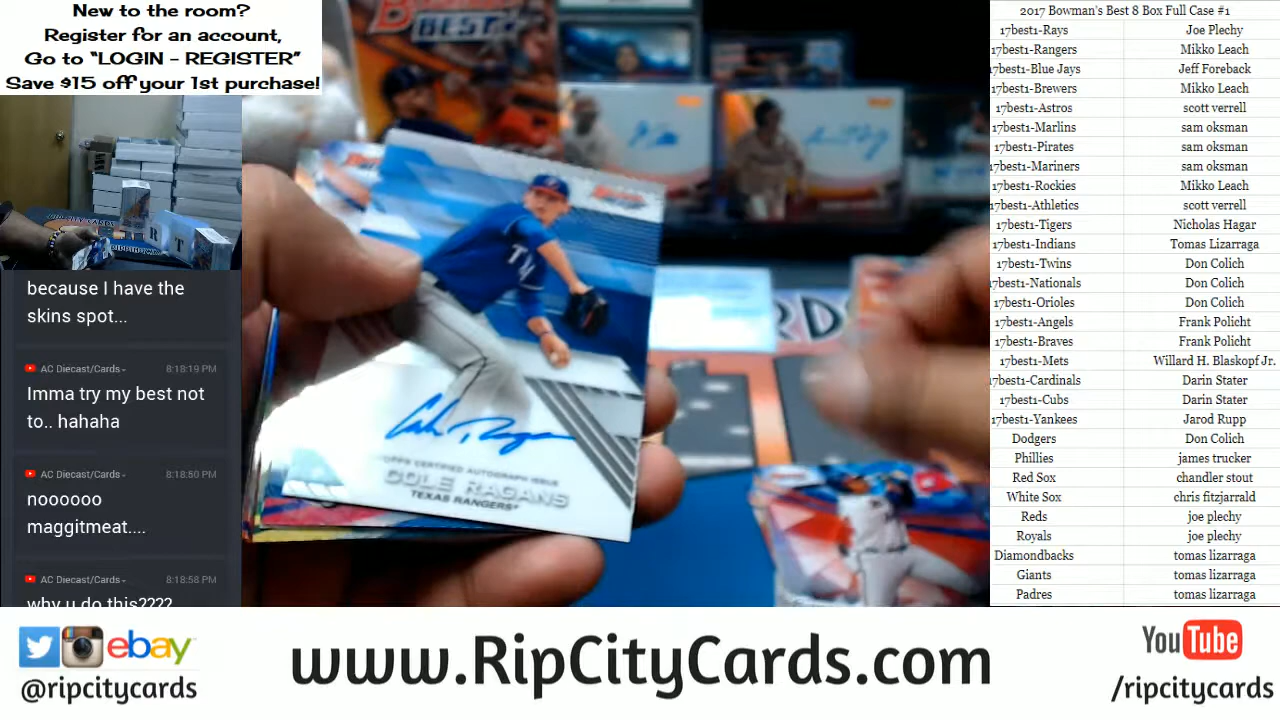 New to the room?
Register for an account,
Go to "LOGIN - REGISTER"
Save $15 off your 1st purchase!
because I have the
skins spot...
AC Diecast/Cards-
8:18:19 PM
Imma try my best not
to.. hahaha
AC Diecast/Cards-
8:18:50 PM
noooooo
maggitmeat....
AC Diecast/Cards-
8:18:58 PM
why u do this????
BEST
TOPPS CERTIFIED AUTOGRAPH ISSUE
COLE RAGANS
TEXAS RANGERS
2017 Bowman's Best 8 Box Full Case #1
17best1-Rays Joe Plechy
17best1-Rangers Mikko Leach
17best1-Blue Jays Jeff Foreback
17best1-Brewers Mikko Leach
17best1-Astros scott verrell
17best1-Marlins sam oksman
17best1-Pirates sam oksman
17best1-Mariners sam oksman
17best1-Rockies Mikko Leach
17best1-Athletics scott verrell
17best1-Tigers Nicholas Hagar
17best1-Indians Tomas Lizarraga
17best1-Twins Don Colich
17best1-Nationals Don Colich
17best1-Orioles Don Colich
17best1-Angels Frank Policht
17best1-Braves Frank Policht
17best1-Mets Willard H. Blaskopf Jr.
17best1-Cardinals Darin Stater
17best1-Cubs Darin Stater
17best1-Yankees Jarod Rupp
Dodgers Don Colich
Phillies james trucker
Red Sox chandler stout
White Sox chris fitzjarrald
Reds joe plechy
Royals joe plechy
Diamondbacks tomas lizarraga
Giants tomas lizarraga
Padres tomas lizarraga
ebay
@ripcitycards
www.RipCityCards.com
YouTube
/ripcitycards